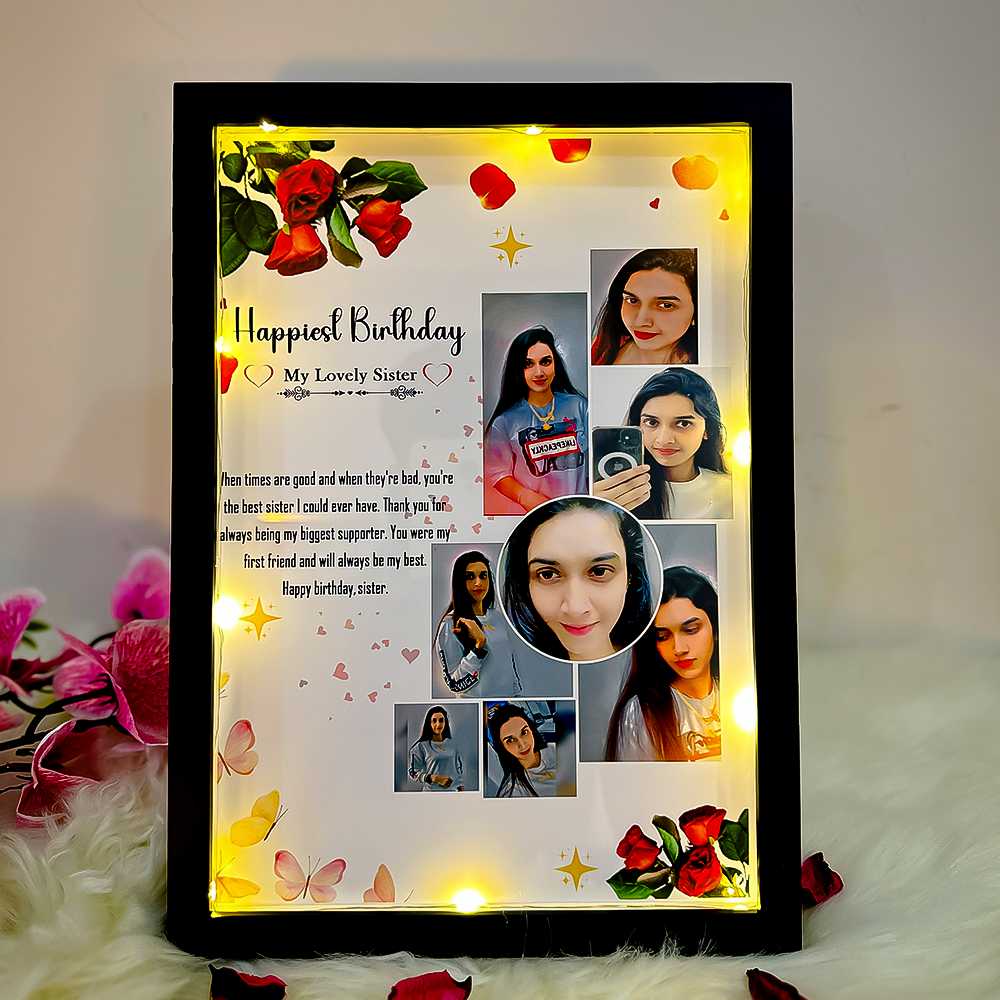 Happiest Birthday
My Lovely Sister
hen times are good and when they're bad, you're
the best sister I could ever have. Thank you for
always being my biggest supporter. You were my
first friend and will always be my best.
Happy birthday, sister.
LIKEPEACKLY